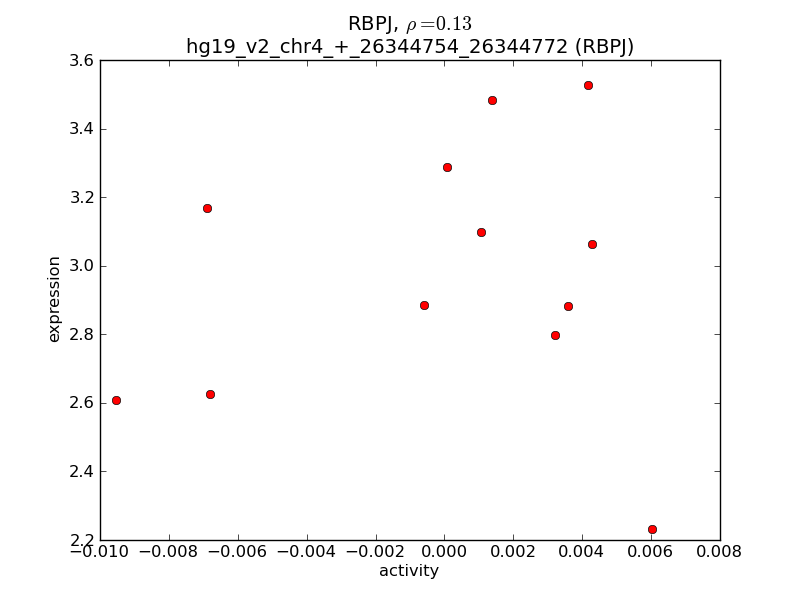 RBPJ, ρ=0.13
hg19_v2_chr4_+_26344754_26344772 (RBPJ)
3.6
3.4
3.2
3.0
2.8
2.6
2.4
2.2
expression
−0.010 −0.008 −0.006 −0.004 −0.002 0.000 0.002 0.004 0.006 0.008
activity